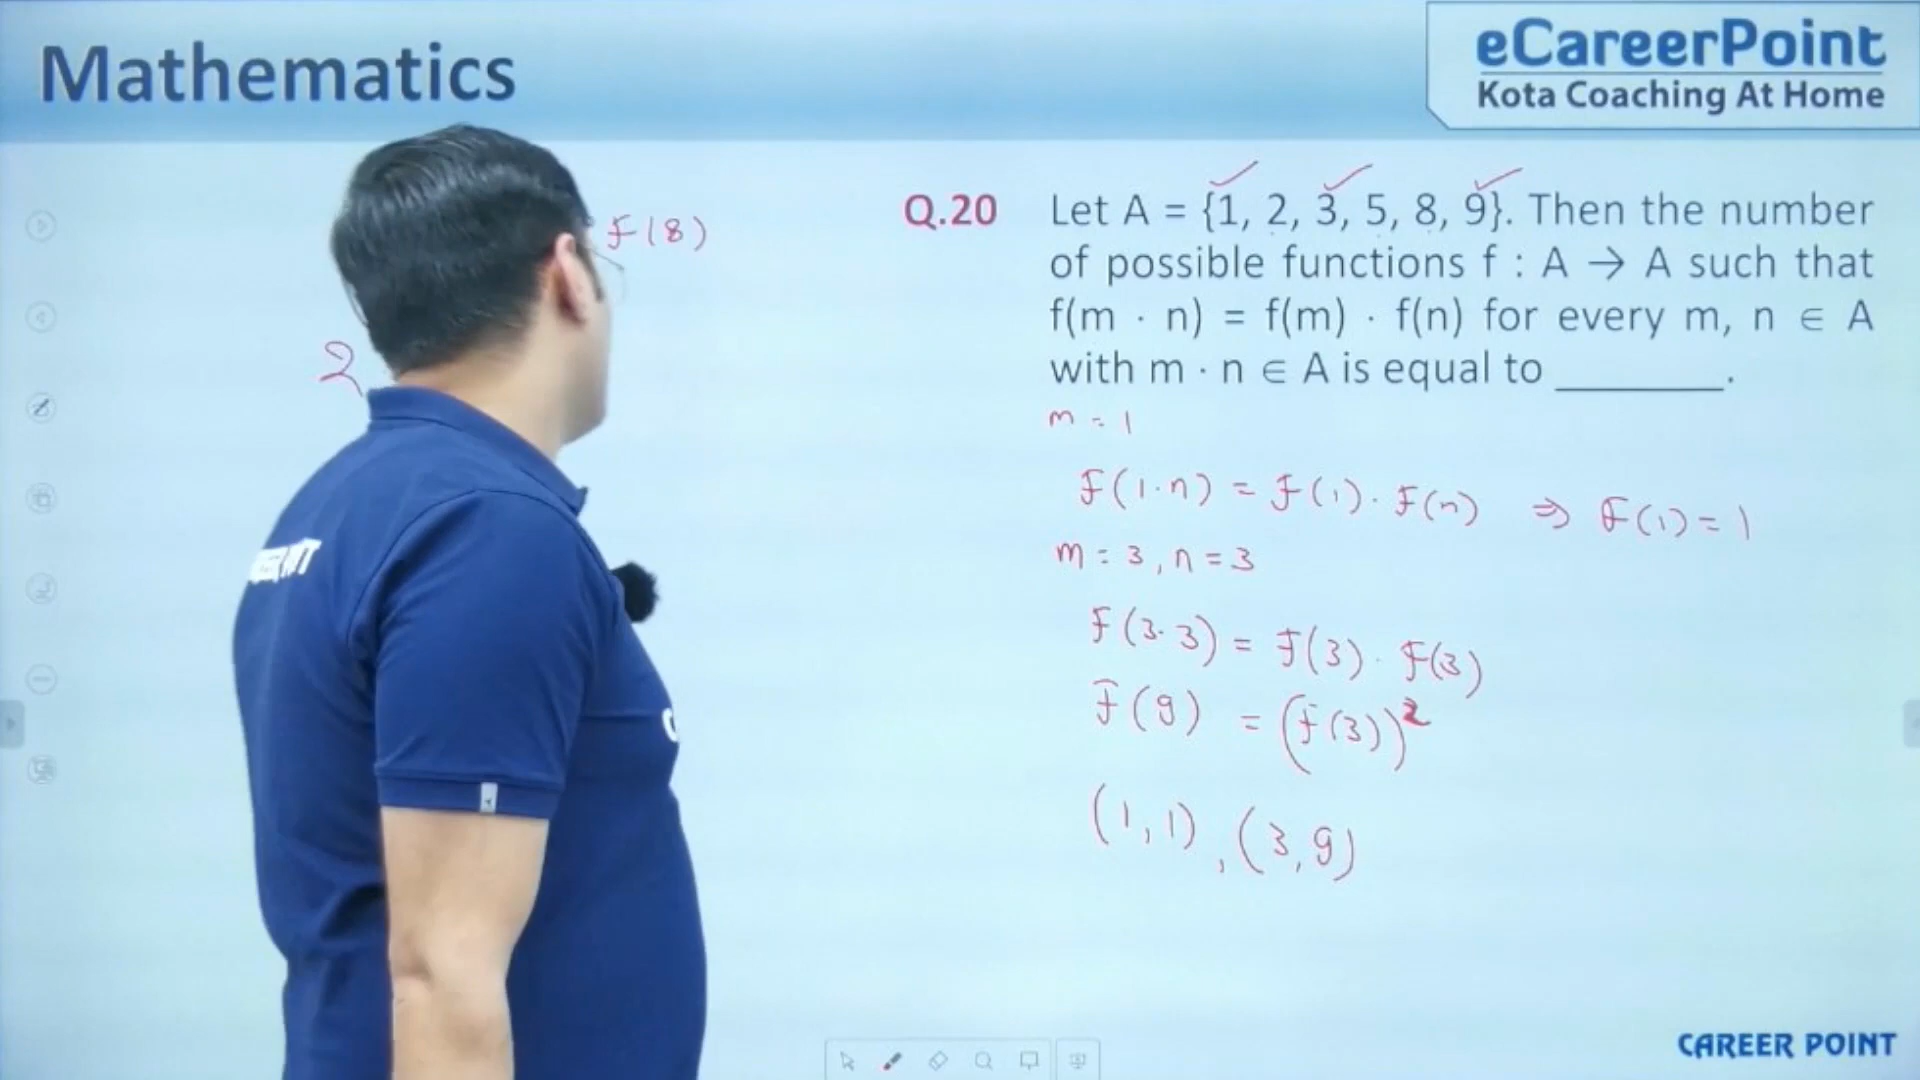 Mathematics
eCareerPoint
Kota Coaching At Home
F(8)
2
Q.20 Let A = {1, 2, 3, 5, 8, 9}. Then the number
of possible functions f : A → A such that
f(m · n) = f(m) · f(n) for every m, n ∈ A
with m · n ∈ A is equal to ________.
m = 1
F(1·n) = F(1)· F(n) ⇒ F(1) = 1
m = 3, n = 3
F(3·3) = F(3) · F(3)
F(9) = (F(3))²
(1,1), (3,9)
CAREER POINT